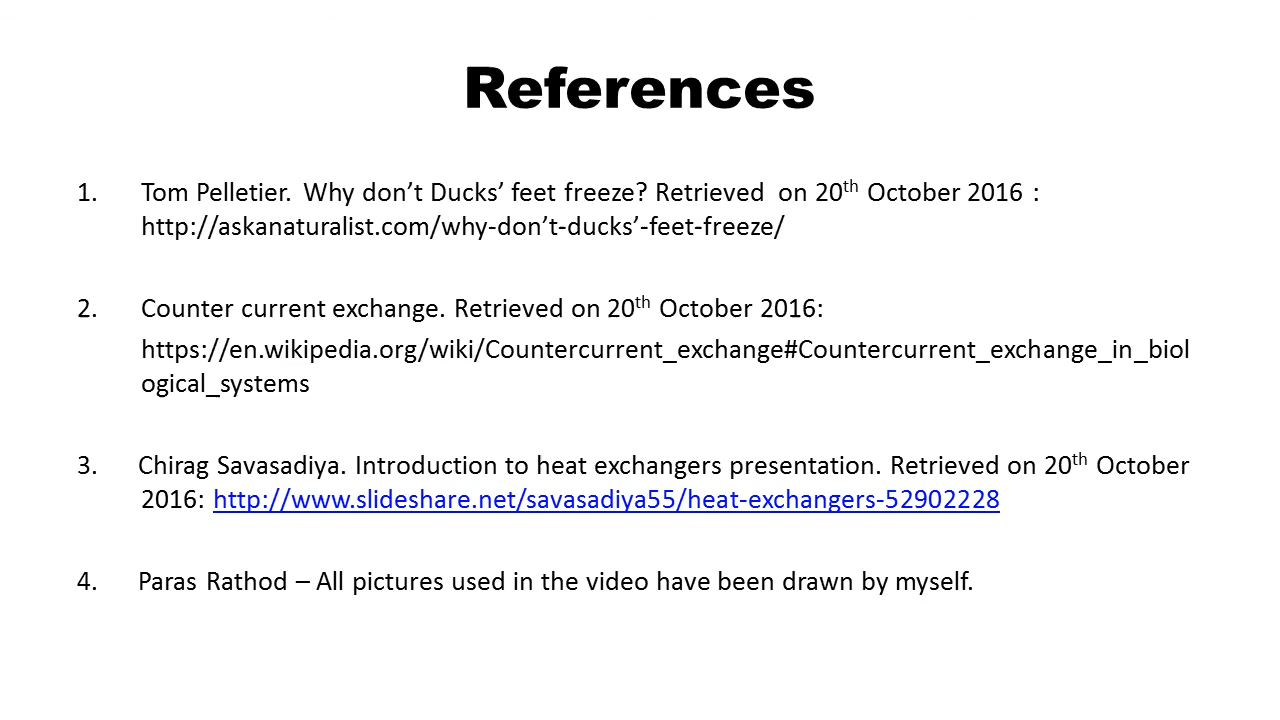 References
1. Tom Pelletier. Why don’t Ducks’ feet freeze? Retrieved on 20th October 2016 :
http://askanaturalist.com/why-don’t-ducks’-feet-freeze/
2. Counter current exchange. Retrieved on 20th October 2016:
https://en.wikipedia.org/wiki/Countercurrent_exchange#Countercurrent_exchange_in_biol
ogical_systems
3. Chirag Savasadiya. Introduction to heat exchangers presentation. Retrieved on 20th October
2016: http://www.slideshare.net/savasadiya55/heat-exchangers-52902228
4. Paras Rathod – All pictures used in the video have been drawn by myself.